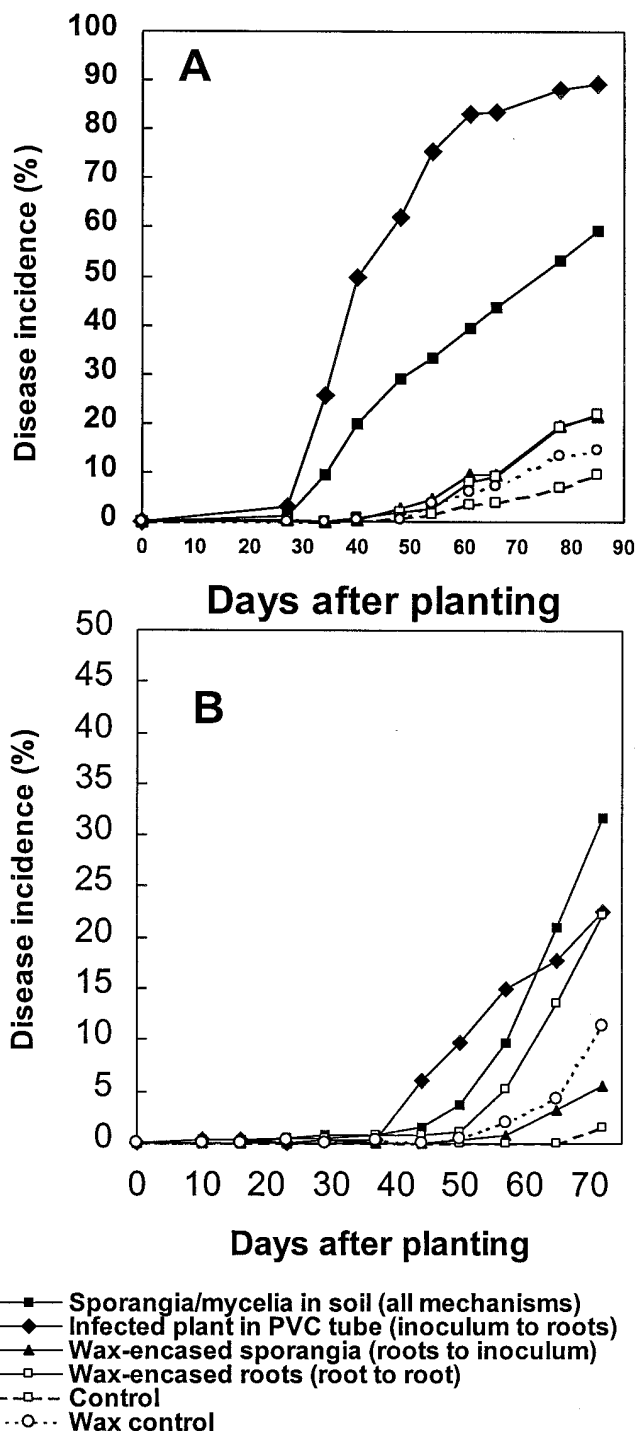 100
90
80
70
60
50
40
30
20
10
0
Disease incidence (%)
A
0 10 20 30 40 50 60 70 80 90
Days after planting
50
45
40
35
30
25
20
15
10
5
0
Disease incidence (%)
B
0 10 20 30 40 50 60 70
Days after planting
Sporangia/mycelia in soil (all mechanisms)
Infected plant in PVC tube (inoculum to roots)
Wax-encased sporangia (roots to inoculum)
Wax-encased roots (root to root)
Control
Wax control